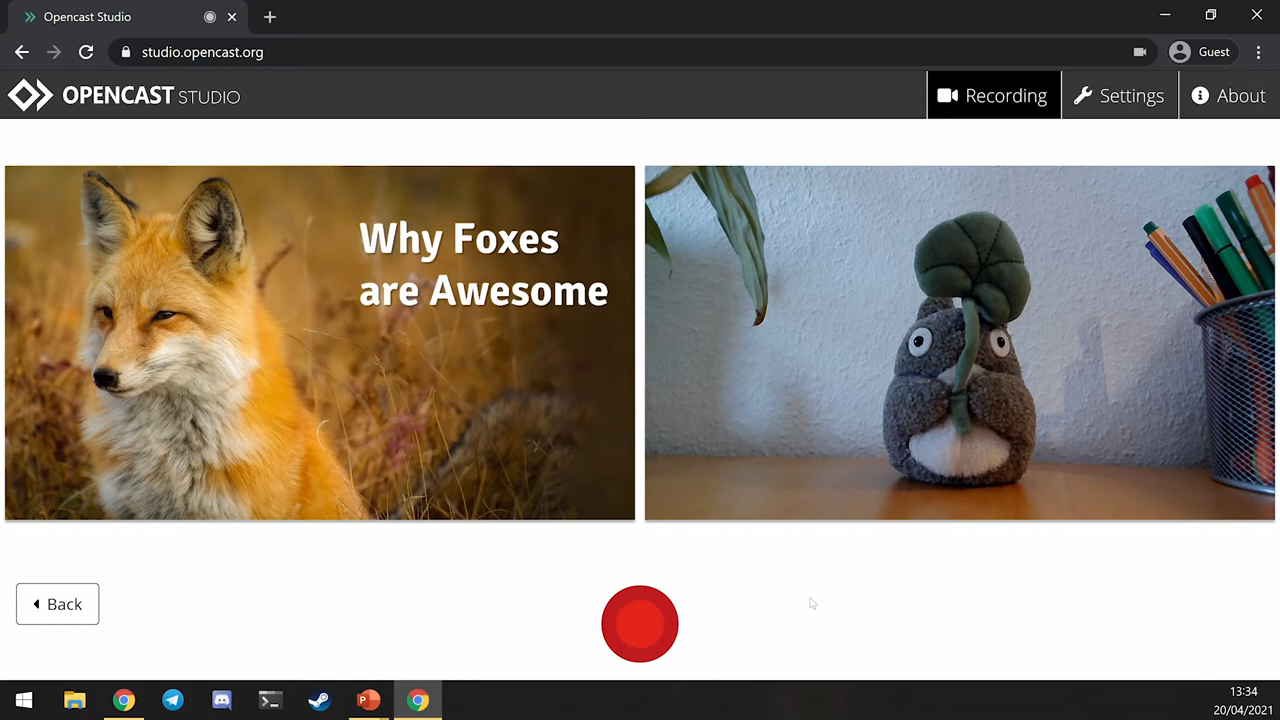 Opencast Studio
studio.opencast.org
Guest
OPENCAST STUDIO
Recording
Settings
About
Why Foxes
are Awesome
Back
13:34
20/04/2021